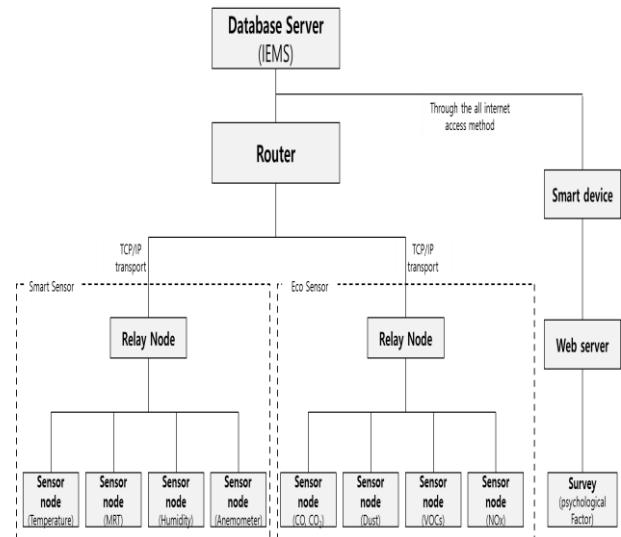 Database Server
(IEMS)
Through the all internet
access method
Router
Smart device
TCP/IP
transport
TCP/IP
transport
Smart Sensor
Eco Sensor
Relay Node
Relay Node
Web server
Sensor
node
(Temperature)
Sensor
node
(MRT)
Sensor
node
(Humidity)
Sensor
node
(Anemometer)
Sensor
node
(CO, CO₂)
Sensor
node
(Dust)
Sensor
node
(VOCs)
Sensor
node
(NOx)
Survey
(psychological
Factor)